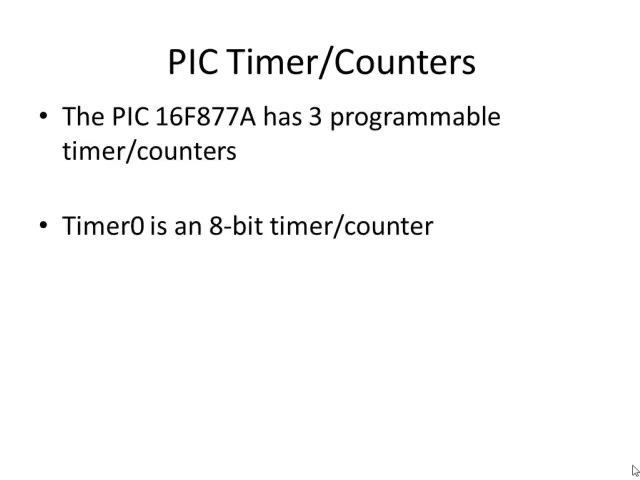 PIC Timer/Counters
• The PIC 16F877A has 3 programmable
timer/counters
• Timer0 is an 8-bit timer/counter